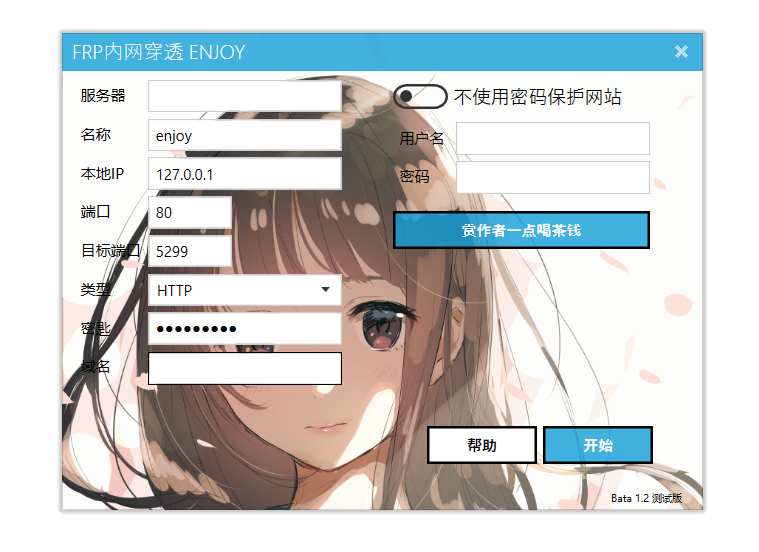 FRP内网穿透 ENJOY
服务器
名称 enjoy
本地IP 127.0.0.1
端口 80
目标端口 5299
类型 HTTP
密匙 ●●●●●●●●●
域名
不使用密码保护网站
用户名
密码
赏作者一点喝茶钱
帮助 开始
Bata 1.2 测试版